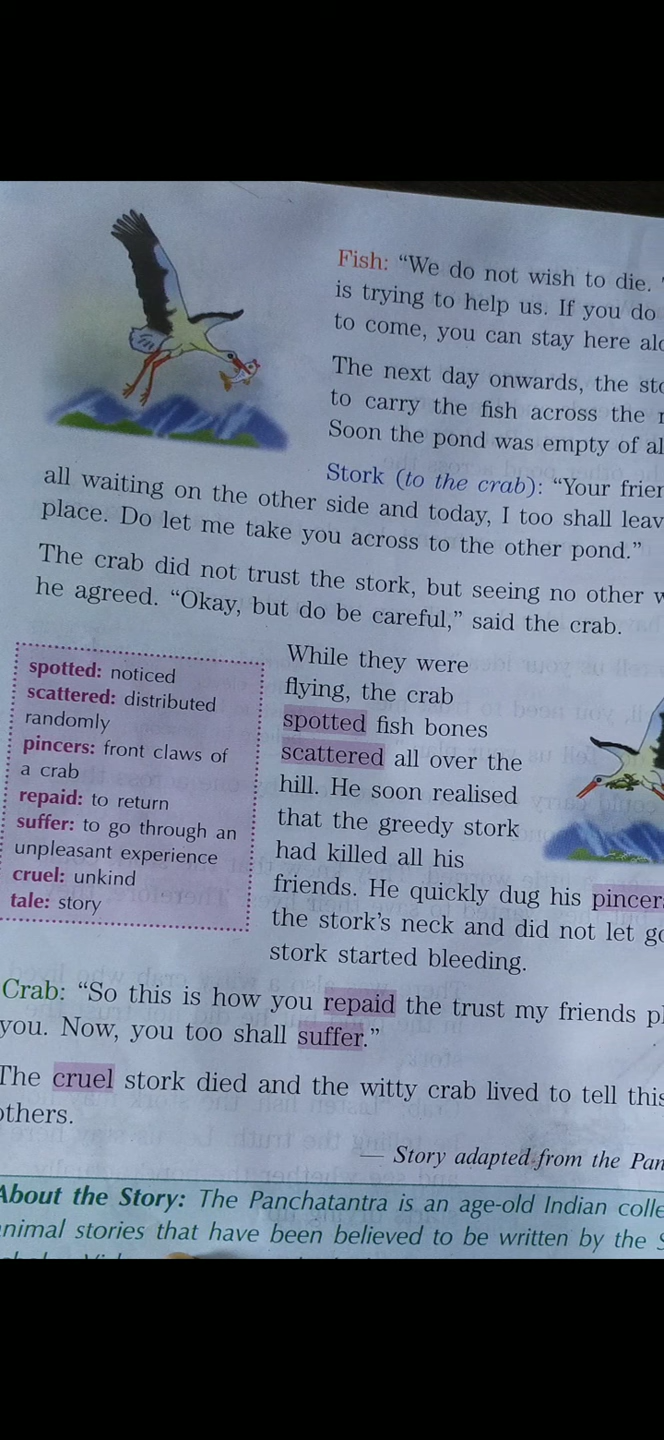 Fish: “We do not wish to die.
is trying to help us. If you do
to come, you can stay here
The next day onwards, the
to carry the fish across the
Soon the pond was empty of
Stork (to the crab): “Your
all waiting on the other side and today, I too shall
place. Do let me take you across to the other pond.”
The crab did not trust the stork, but seeing no other
he agreed. “Okay, but do be careful,” said the crab.
While they were
flying, the crab
spotted fish bones
scattered all over the
hill. He soon realised
that the greedy stork
had killed all his
friends. He quickly dug his
the stork’s neck and did not let
stork started bleeding.
spotted: noticed
scattered: distributed
randomly
pincers: front claws of
a crab
repaid: to return
suffer: to go through an
unpleasant experience
cruel: unkind
tale: story
Crab: “So this is how you repaid the trust my friends
you. Now, you too shall suffer.”
The cruel stork died and the witty crab lived to tell this
others.
— Story adapted from the
About the Story: The Panchatantra is an age-old Indian
animal stories that have been believed to be written by the